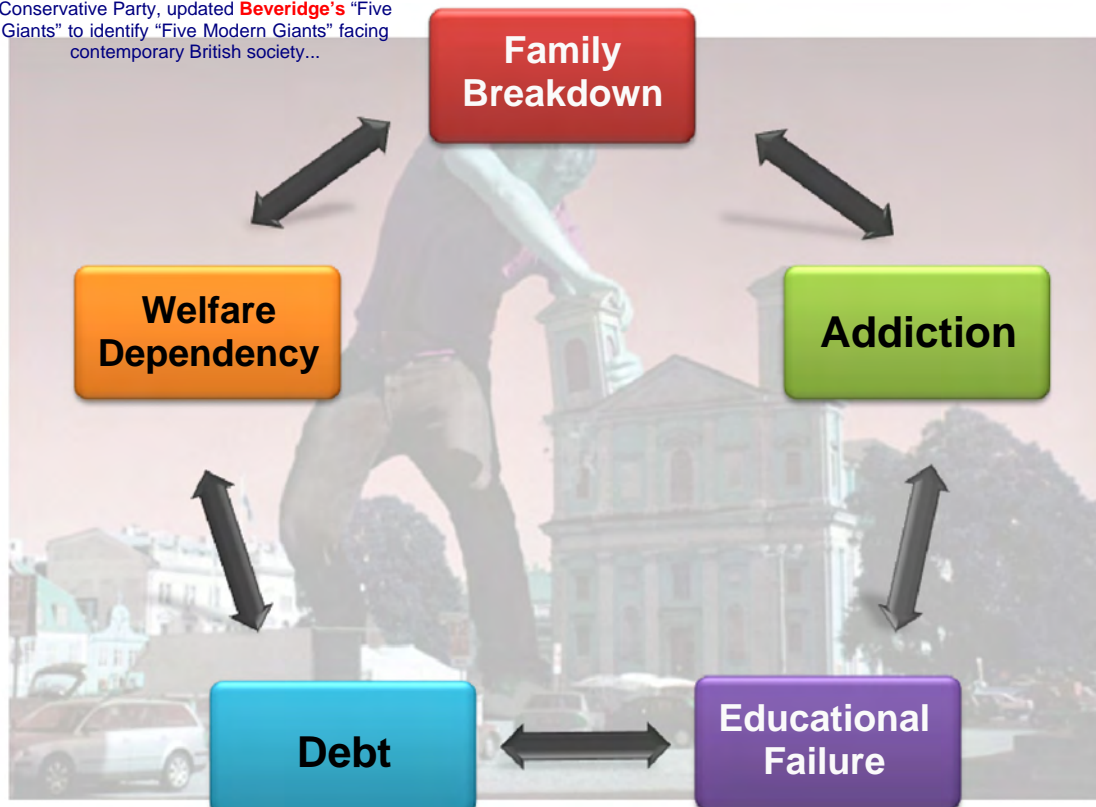 Conservative Party, updated Beveridge's “Five
Giants” to identify “Five Modern Giants” facing
contemporary British society...
Family
Breakdown
Welfare
Dependency
Addiction
Debt
Educational
Failure